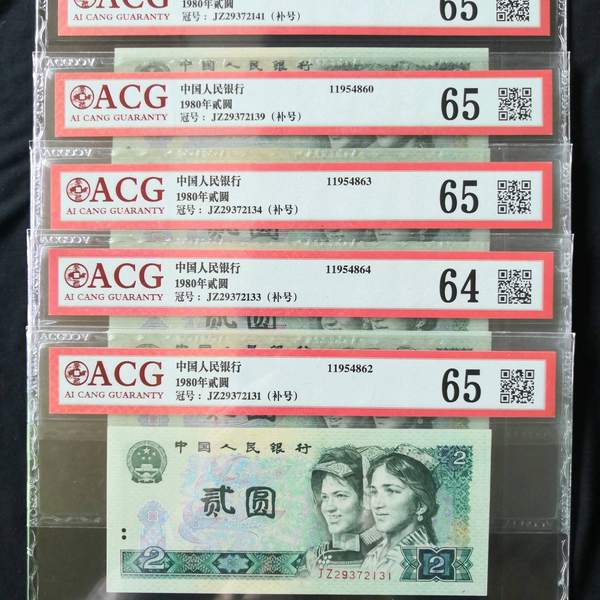 1980年贰圆
冠号：JZ29372141（补号）
65
AI CANG GUARANTY
ACG
中国人民银行
11954860
1980年贰圆
冠号：JZ29372139（补号）
65
AI CANG GUARANTY
ACG
中国人民银行
11954863
1980年贰圆
冠号：JZ29372134（补号）
65
AI CANG GUARANTY
贰圆
ACG
中国人民银行
11954864
1980年贰圆
冠号：JZ29372133（补号）
64
AI CANG GUARANTY
ACG
中国人民银行
11954862
1980年贰圆
冠号：JZ29372131（补号）
65
AI CANG GUARANTY
中国人民银行
2
贰圆
2
JZ29372131
2